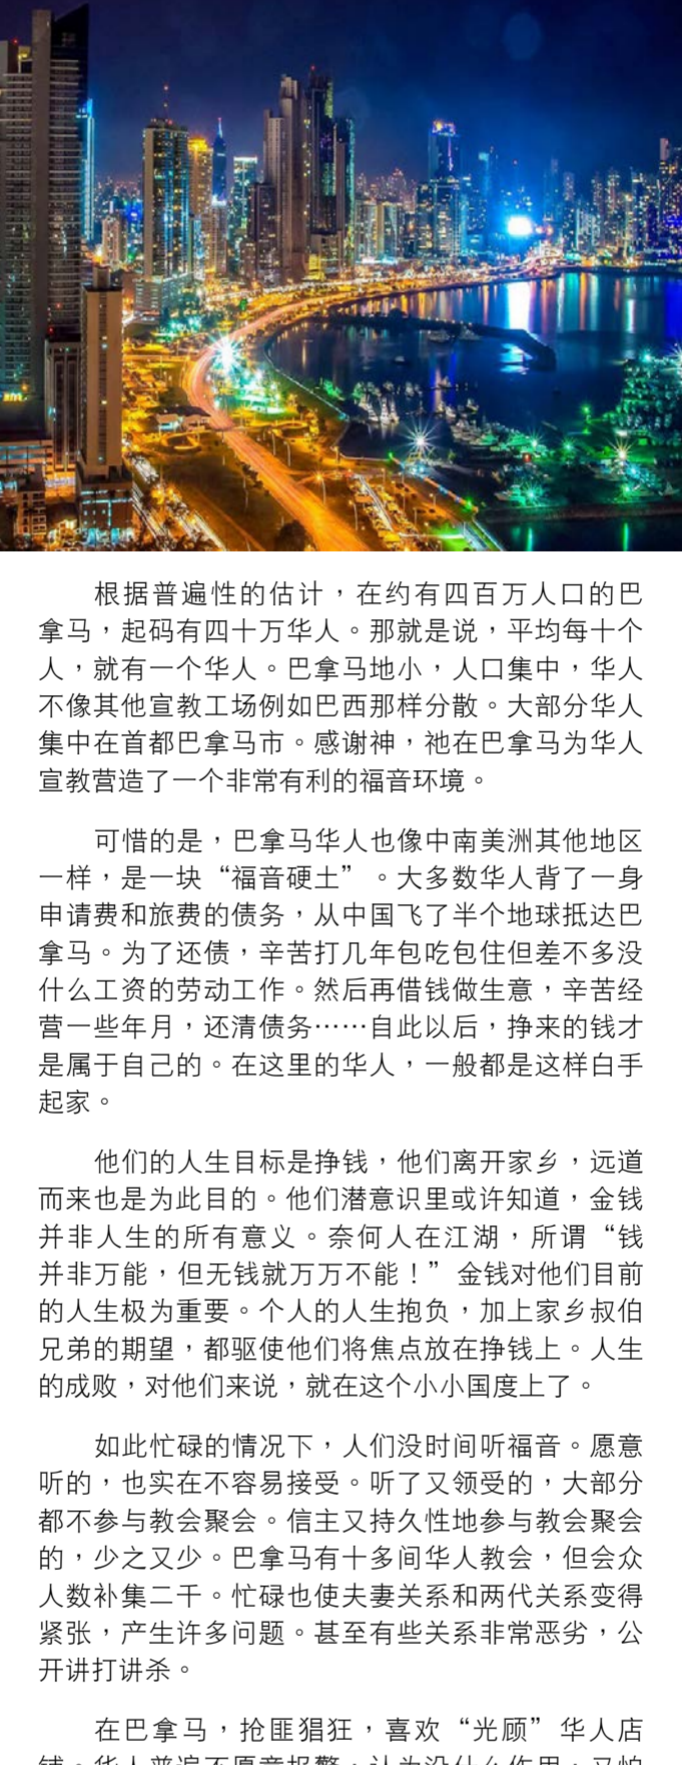 根据普遍性的估计，在约有四百万人口的巴
拿马，起码有四十万华人。那就是说，平均每十个
人，就有一个华人。巴拿马地小，人口集中，华人
不像其他宣教工场例如巴西那样分散。大部分华人
集中在首都巴拿马市。感谢神，祂在巴拿马为华人
宣教营造了一个非常有利的福音环境。
可惜的是，巴拿马华人也像中南美洲其他地区
一样，是一块“福音硬土”。大多数华人背了一身
申请费和旅费的债务，从中国飞了半个地球抵达巴
拿马。为了还债，辛苦打几年包吃包住但差不多没
什么工资的劳动工作。然后再借钱做生意，辛苦经
营一些年月，还清债务……自此以后，挣来的钱才
是属于自己的。在这里的华人，一般都是这样白手
起家。
他们的人生目标是挣钱，他们离开家乡，远道
而来也是为此目的。他们潜意识里或许知道，金钱
并非人生的所有意义。奈何人在江湖，所谓“钱
并非万能，但无钱就万万不能！”金钱对他们目前
的人生极为重要。个人的人生抱负，加上家乡叔伯
兄弟的期望，都驱使他们将焦点放在挣钱上。人生
的成败，对他们来说，就在这个小小国度上了。
如此忙碌的情况下，人们没时间听福音。愿意
听的，也实在不容易接受。听了又领受的，大部分
都不参与教会聚会。信主又持久性地参与教会聚会
的，少之又少。巴拿马有十多间华人教会，但会众
人数补集二千。忙碌也使夫妻关系和两代关系变得
紧张，产生许多问题。甚至有些关系非常恶劣，公
开讲打讲杀。
在巴拿马，抢匪猖狂，喜欢“光顾”华人店
铺。华人普遍不愿意报警，认为没什么作用，又怕